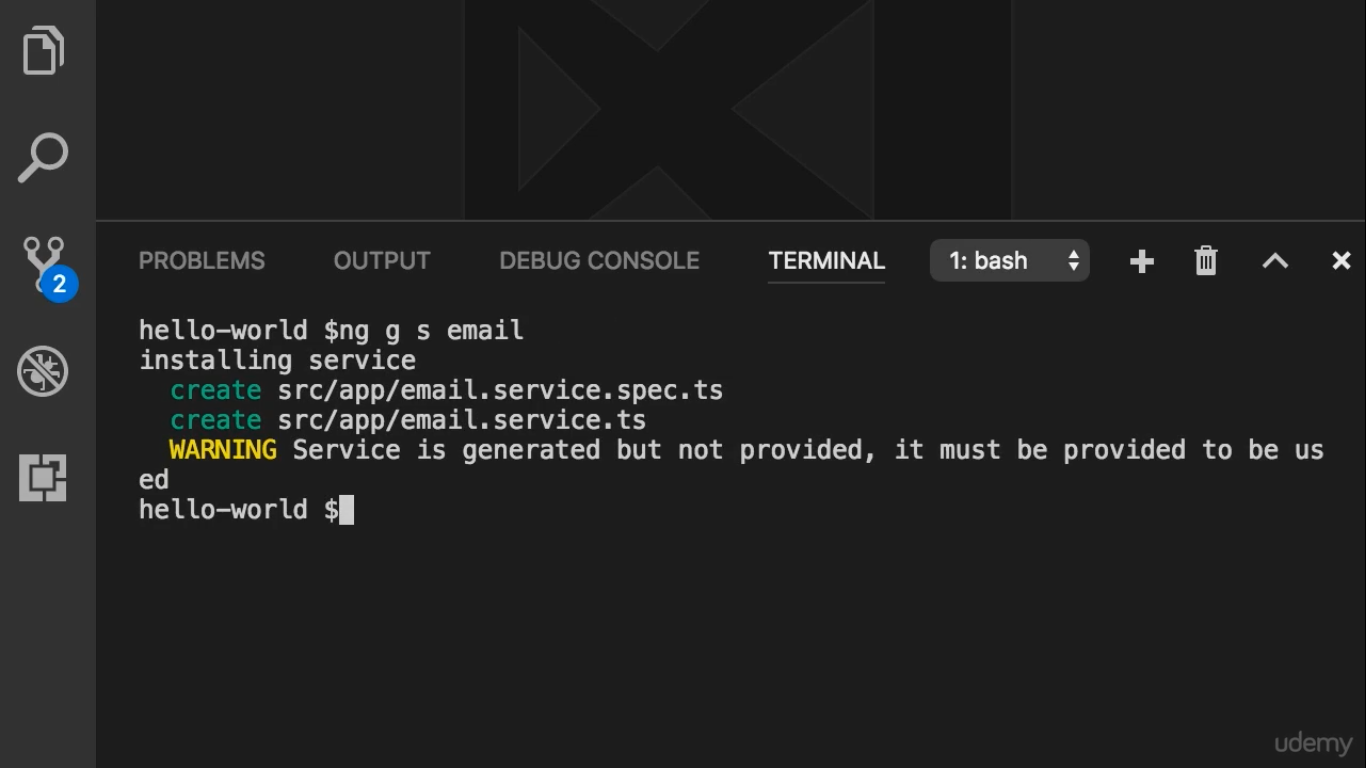 2
PROBLEMS OUTPUT DEBUG CONSOLE TERMINAL 1: bash
hello-world $ng g s email
installing service
create src/app/email.service.spec.ts
create src/app/email.service.ts
WARNING Service is generated but not provided, it must be provided to be us
ed
hello-world $
udemy